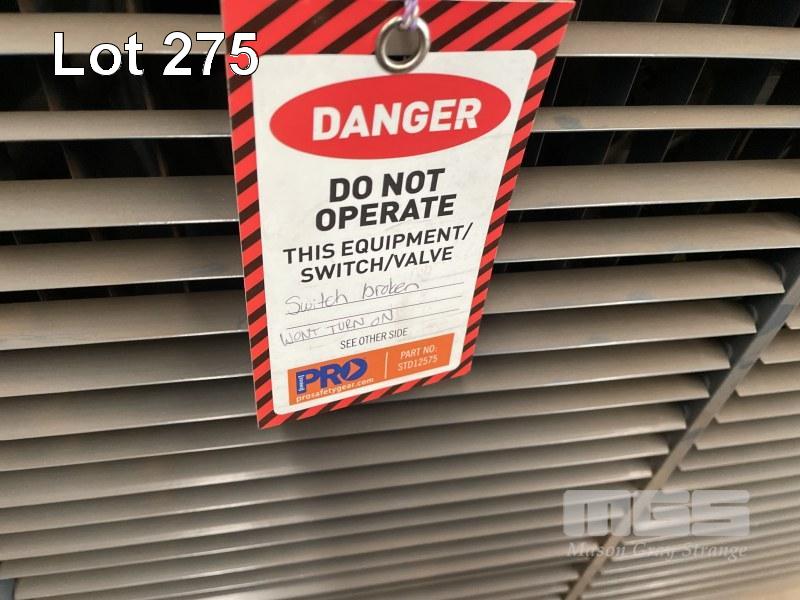 Lot 275
DANGER
DO NOT
OPERATE
THIS EQUIPMENT/
SWITCH/VALVE
Switch broken
WONT TURN ON
SEE OTHER SIDE
PRO
prosafetygear.com
PART NO:
STD12575
MGS
Mason Gray Strange